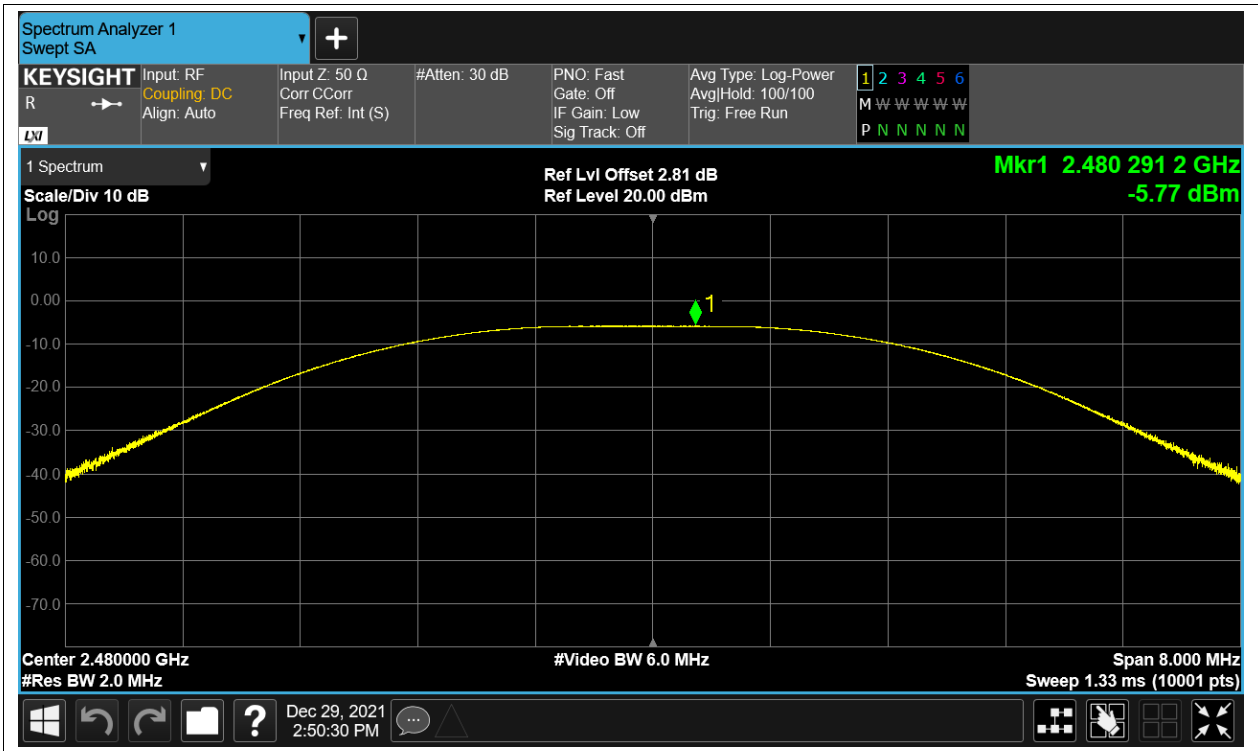 Spectrum Analyzer 1
Swept SA
+
KEYSIGHT
R
LXI
Input: RF
Coupling: DC
Align: Auto
Input Z: 50 Ω
Corr CCorr
Freq Ref: Int (S)
#Atten: 30 dB
PNO: Fast
Gate: Off
IF Gain: Low
Sig Track: Off
Avg Type: Log-Power
Avg|Hold: 100/100
Trig: Free Run
1 2 3 4 5 6
M W W W W W
P N N N N N
1 Spectrum
Scale/Div 10 dB
Ref Lvl Offset 2.81 dB
Ref Level 20.00 dBm
Mkr1 2.480 291 2 GHz
-5.77 dBm
Log
10.0
0.00
1
-10.0
-20.0
-30.0
-40.0
-50.0
-60.0
-70.0
Center 2.480000 GHz
#Video BW 6.0 MHz
Span 8.000 MHz
#Res BW 2.0 MHz
Sweep 1.33 ms (10001 pts)
?
Dec 29, 2021
2:50:30 PM